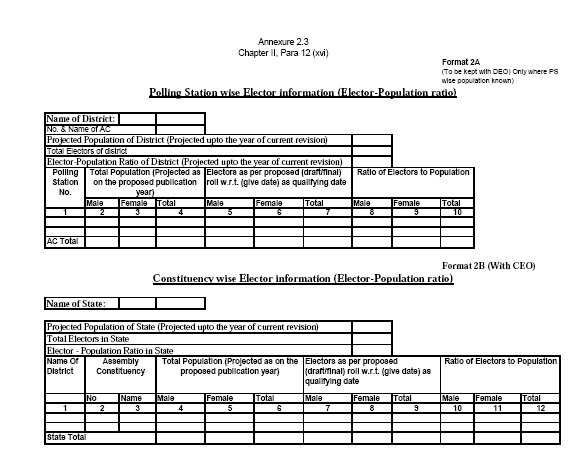 Annexure 2.3
Chapter II, Para 12 (xvi)
Format 2A
(To be kept with DEO) Only where PS
wise population known)
Polling Station wise Elector information (Elector-Population ratio)
Name of District:
No. & Name of AC
Projected Population of District (Projected upto the year of current revision)
Total Electors of district
Elector-Population Ratio of District (Projected upto the year of current revision)
Polling Station No. Total Population (Projected as on the proposed publication year) Electors as per proposed (draft/final) roll w.r.t. (give date) as qualifying date Ratio of Electors to Population
Male Female Total Male Female Total Male Female Total
1 2 3 4 5 6 7 8 9 10
AC Total
Format 2B (With CEO)
Constituency wise Elector information (Elector-Population ratio)
Name of State:
Projected Population of State (Projected upto the year of current revision)
Total Electors in State
Elector - Population Ratio in State
Name Of District Assembly Constituency Total Population (Projected as on the proposed publication year) Electors as per proposed (draft/final) roll w.r.t. (give date) as qualifying date Ratio of Electors to Population
No Name Male Female Total Male Female Total Male Female Total
1 2 3 4 5 6 7 8 9 10 11 12
State Total